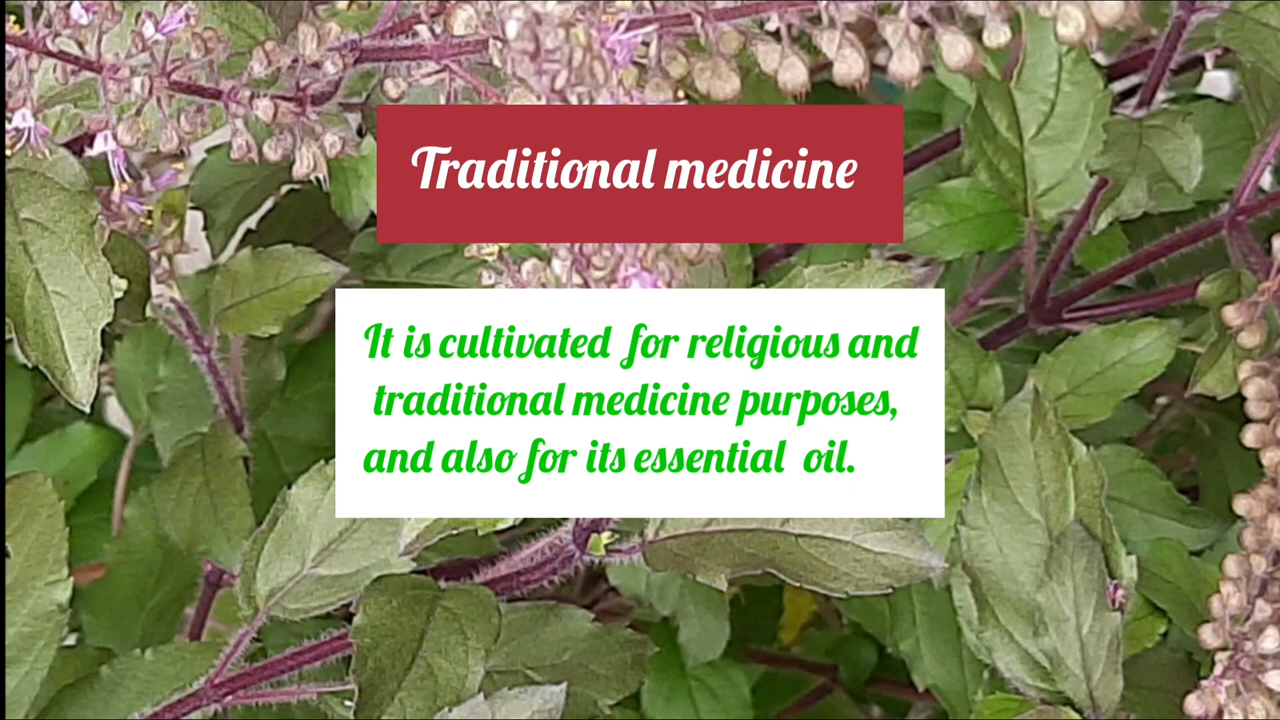 Traditional medicine
It is cultivated for religious and
traditional medicine purposes,
and also for its essential oil.